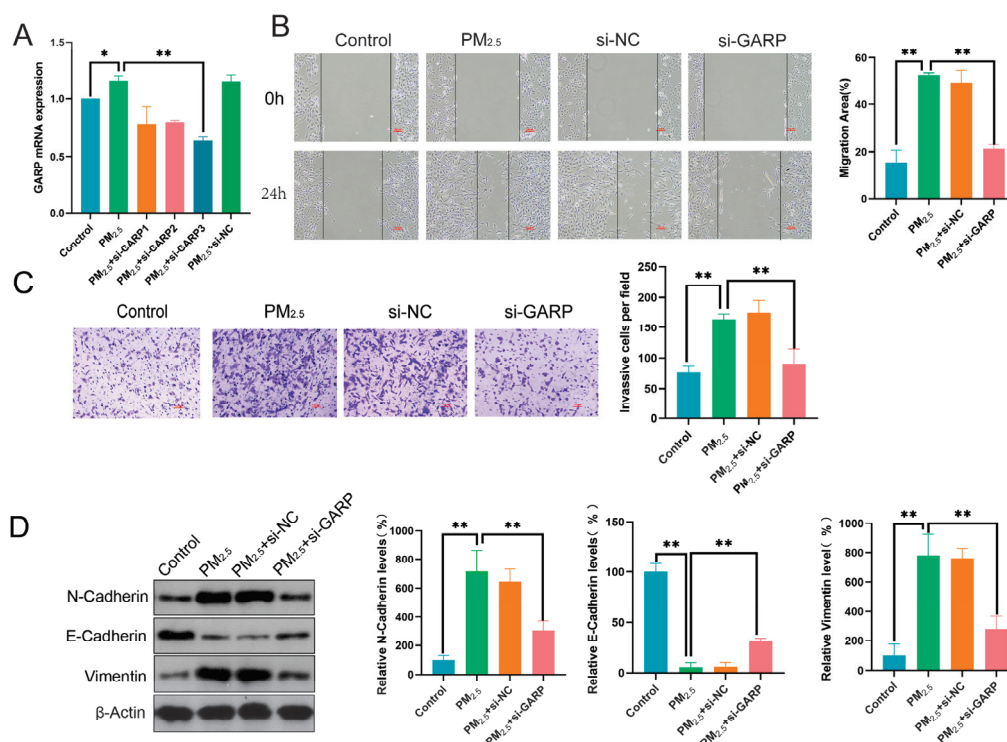 A
GARP mRNA expression
1.5
1.0
0.5
0.0
*
**
Conctrol
PM2.5
PM2.5+si-GARP1
PM2.5+si-GARP2
PM2.5+si-GARP3
PM2.5+si-NC
B
Control
PM2.5
si-NC
si-GARP
0h
24h
Migration Area(%)
60
40
20
0
**
**
Control
PM2.5
PM2.5+si-NC
PM2.5+si-GARP
C
Control
PM2.5
si-NC
si-GARP
Invassive cells per field
250
200
150
100
50
0
**
**
Control
PM2.5
PM2.5+si-NC
PM2.5+si-GARP
D
Control
PM2.5
PM2.5+si-NC
PM2.5+si-GARP
N-Cadherin
E-Cadherin
Vimentin
β-Actin
Relative N-Cadherin levels( %)
1000
800
600
400
200
0
**
**
Control
PM2.5
PM2.5+si-NC
PM2.5+si-GARP
Relative E-Cadherin levels( % )
150
100
50
0
**
**
Control
PM2.5
PM2.5+si-NC
PM2.5+si-GARP
Relative Vimentin level( %)
1000
800
600
400
200
0
**
**
Control
PM2.5
PM2.5+si-NC
PM2.5+si-GARP